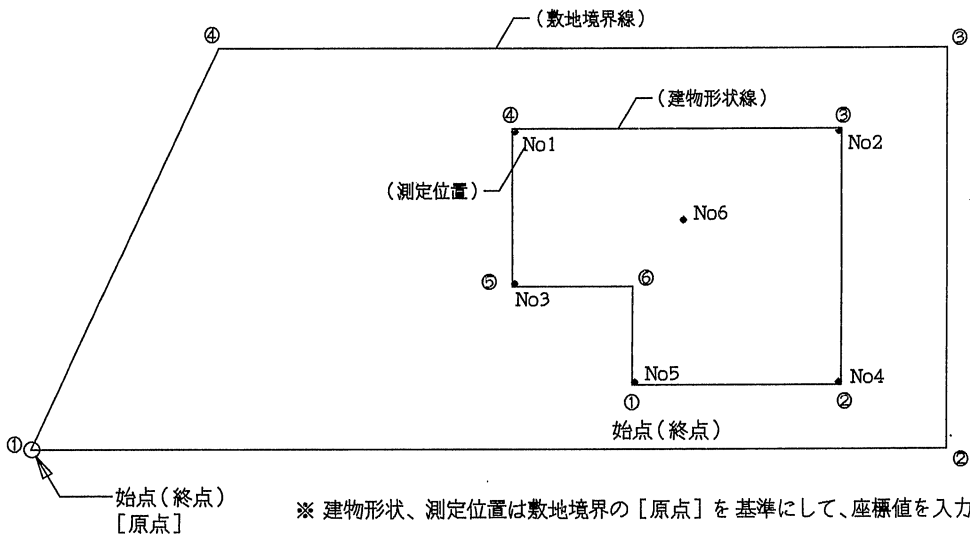 (敷地境界線)
④
③
(建物形状線)
④
③
No1
No2
(測定位置)
No6
⑤
⑥
No3
No5
No4
①
②
始点(終点)
①
②
始点(終点)
[原点]
※ 建物形状、測定位置は敷地境界の [原点] を基準にして、座標値を入力